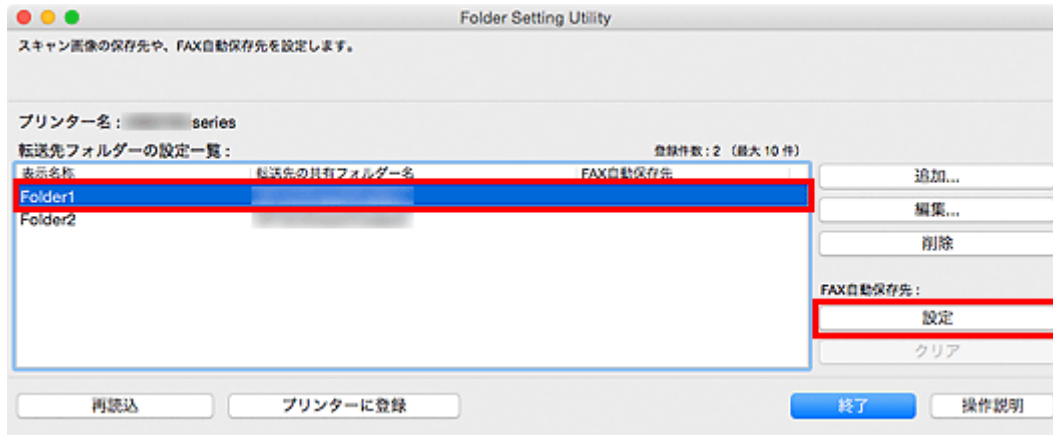 Folder Setting Utility
スキャン画像の保存先や、FAX自動保存先を設定します。
プリンター名 : series
転送先フォルダーの設定一覧 :
登録件数 : 2 （最大 10 件）
表示名称 転送先の共有フォルダー名 FAX自動保存先
追加...
Folder1
編集...
Folder2
削除
FAX自動保存先 :
設定
クリア
再読込 プリンターに登録 終了 操作説明